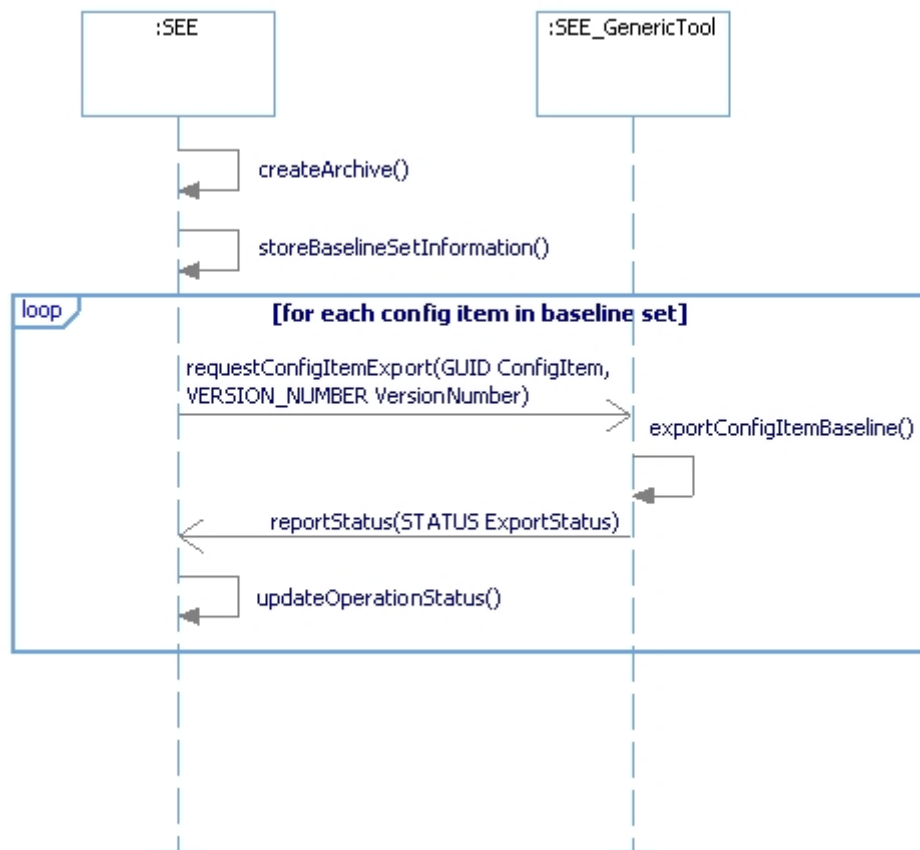 :SEE
:SEE_GenericTool
createArchive()
storeBaselineSetInformation()
loop
[for each config item in baseline set]
requestConfigItemExport(GUID ConfigItem,
VERSION_NUMBER VersionNumber)
exportConfigItemBaseline()
reportStatus(STATUS ExportStatus)
updateOperationStatus()